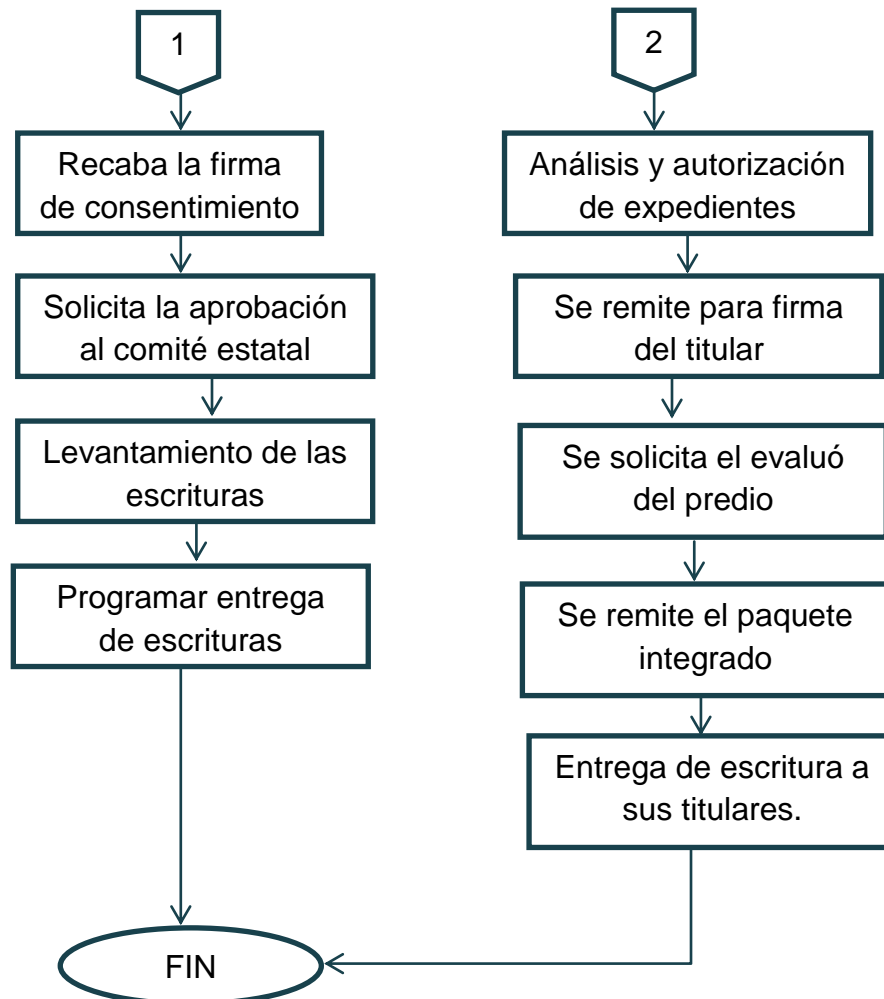 1
Recaba la firma
de consentimiento
Solicita la aprobación
al comité estatal
Levantamiento de las
escrituras
Programar entrega
de escrituras
2
Análisis y autorización
de expedientes
Se remite para firma
del titular
Se solicita el evaluó
del predio
Se remite el paquete
integrado
Entrega de escritura a
sus titulares.
FIN